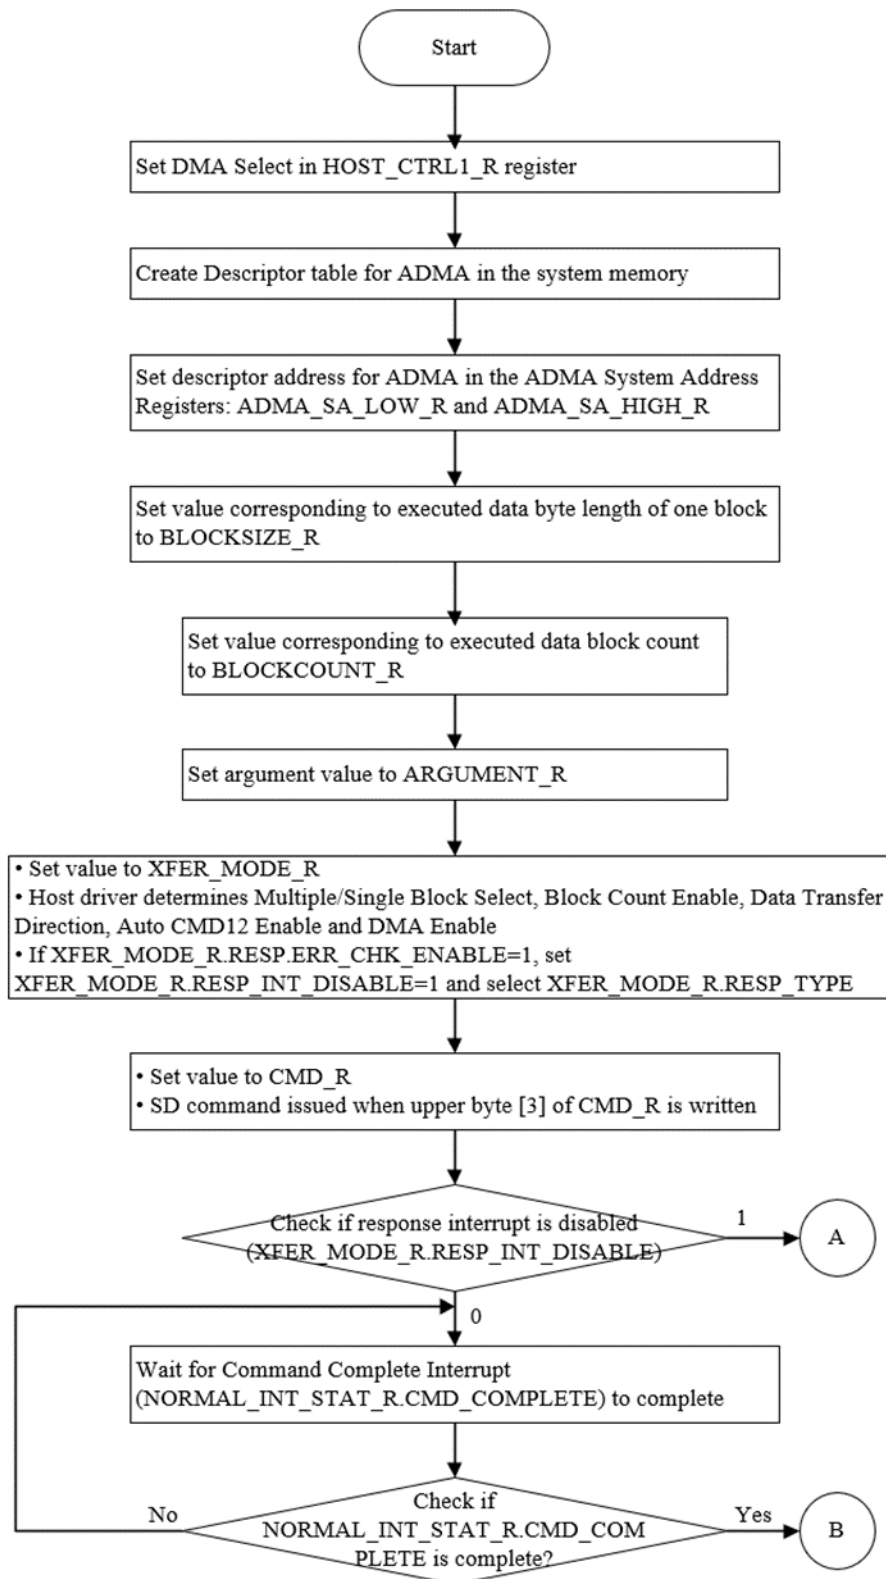 Start
Set DMA Select in HOST_CTRL1_R register
Create Descriptor table for ADMA in the system memory
Set descriptor address for ADMA in the ADMA System Address
Registers: ADMA_SA_LOW_R and ADMA_SA_HIGH_R
Set value corresponding to executed data byte length of one block
to BLOCKSIZE_R
Set value corresponding to executed data block count
to BLOCKCOUNT_R
Set argument value to ARGUMENT_R
• Set value to XFER_MODE_R
• Host driver determines Multiple/Single Block Select, Block Count Enable, Data Transfer
Direction, Auto CMD12 Enable and DMA Enable
• If XFER_MODE_R.RESP.ERR_CHK_ENABLE=1, set
XFER_MODE_R.RESP_INT_DISABLE=1 and select XFER_MODE_R.RESP_TYPE
• Set value to CMD_R
• SD command issued when upper byte [3] of CMD_R is written
Check if response interrupt is disabled
(XFER_MODE_R.RESP_INT_DISABLE)
1
A
0
Wait for Command Complete Interrupt
(NORMAL_INT_STAT_R.CMD_COMPLETE) to complete
No
Check if
NORMAL_INT_STAT_R.CMD_COM
PLETE is complete?
Yes
B